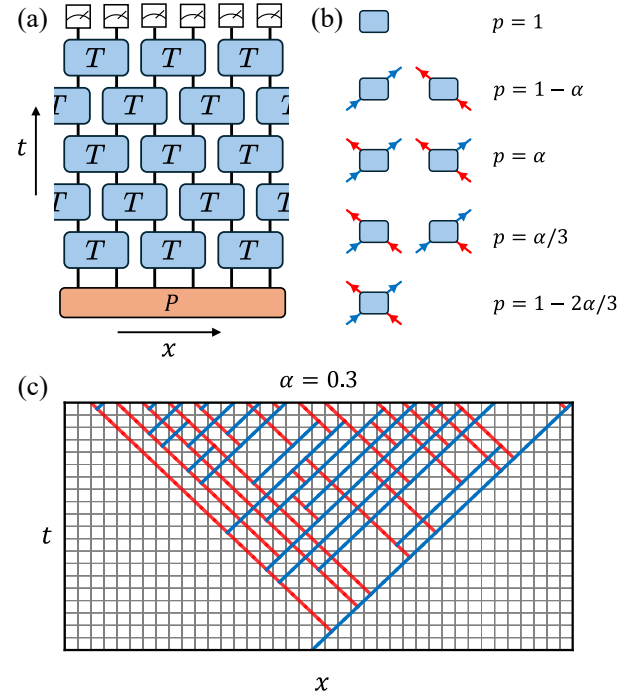 (a)
T T T
T T T T
t
T T T
T T T T
T T T
P
x
(b)
p = 1
p = 1 − α
p = α
p = α/3
p = 1 − 2α/3
(c)
α = 0.3
t
x